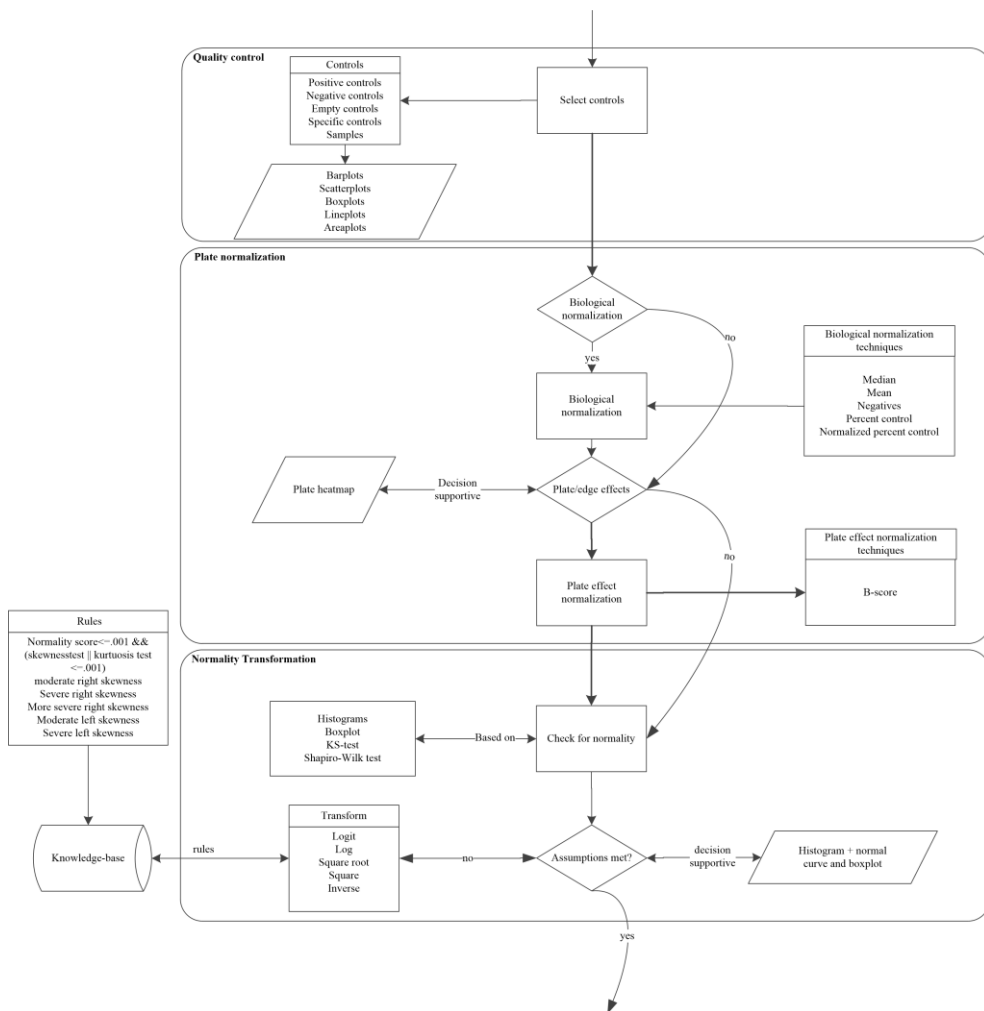 Quality control
Controls
Positive controls
Negative controls
Empty controls
Specific controls
Samples
Select controls
Barplots
Scatterplots
Boxplots
Lineplots
Areaplots
Plate normalization
Biological
normalization
no
yes
Biological normalization
techniques
Median
Mean
Negatives
Percent control
Normalized percent control
Biological
normalization
Plate heatmap
Decision
supportive
Plate/edge effects
no
Plate effect normalization
techniques
B-score
Plate effect
normalization
Rules
Normality score<=.001 &&
(skewnesstest || kurtuosis test
<=.001)
moderate right skewness
Severe right skewness
More severe right skewness
Moderate left skewness
Severe left skewness
Normality Transformation
Histograms
Boxplot
KS-test
Shapiro-Wilk test
Based on
Check for normality
Knowledge-base
rules
Transform
Logit
Log
Square root
Square
Inverse
no
Assumptions met?
decision
supportive
Histogram + normal
curve and boxplot
yes